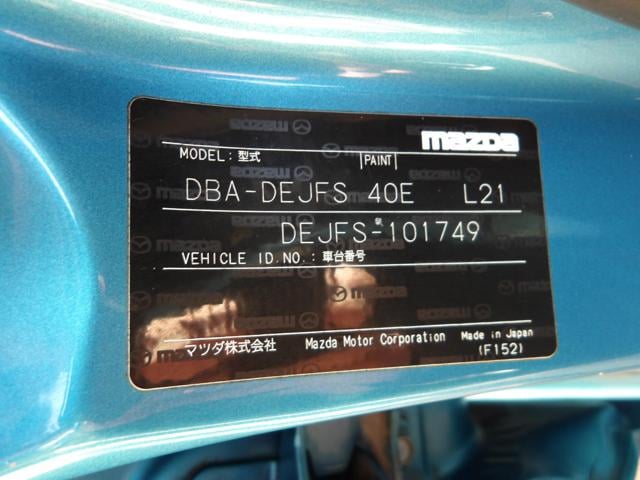 mazda
MODEL:型式 PAINT
DBA-DEJFS 40E L21
DEJFS-101749
VEHICLE ID.NO.:車台番号
マツダ株式会社 Mazda Motor Corporation Made in Japan
(F152)